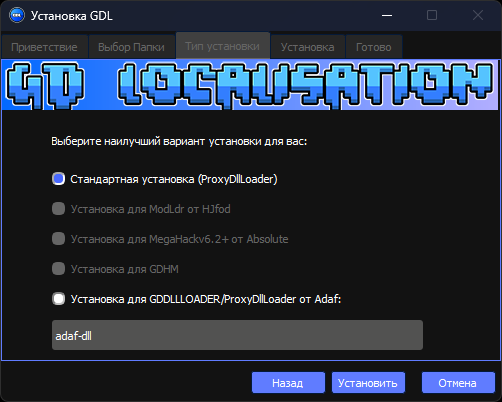 Установка GDL
Приветствие
Выбор Папки
Тип установки
Установка
Готово
GD LOCALISATION
Выберите наилучший вариант установки для вас:
Стандартная установка (ProxyDllLoader)
Установка для ModLdr от HJfod
Установка для MegaHackv6.2+ от Absolute
Установка для GDHM
Установка для GDDLLLOADER/ProxyDllLoader от Adaf:
adaf-dll
Назад
Установить
Отмена